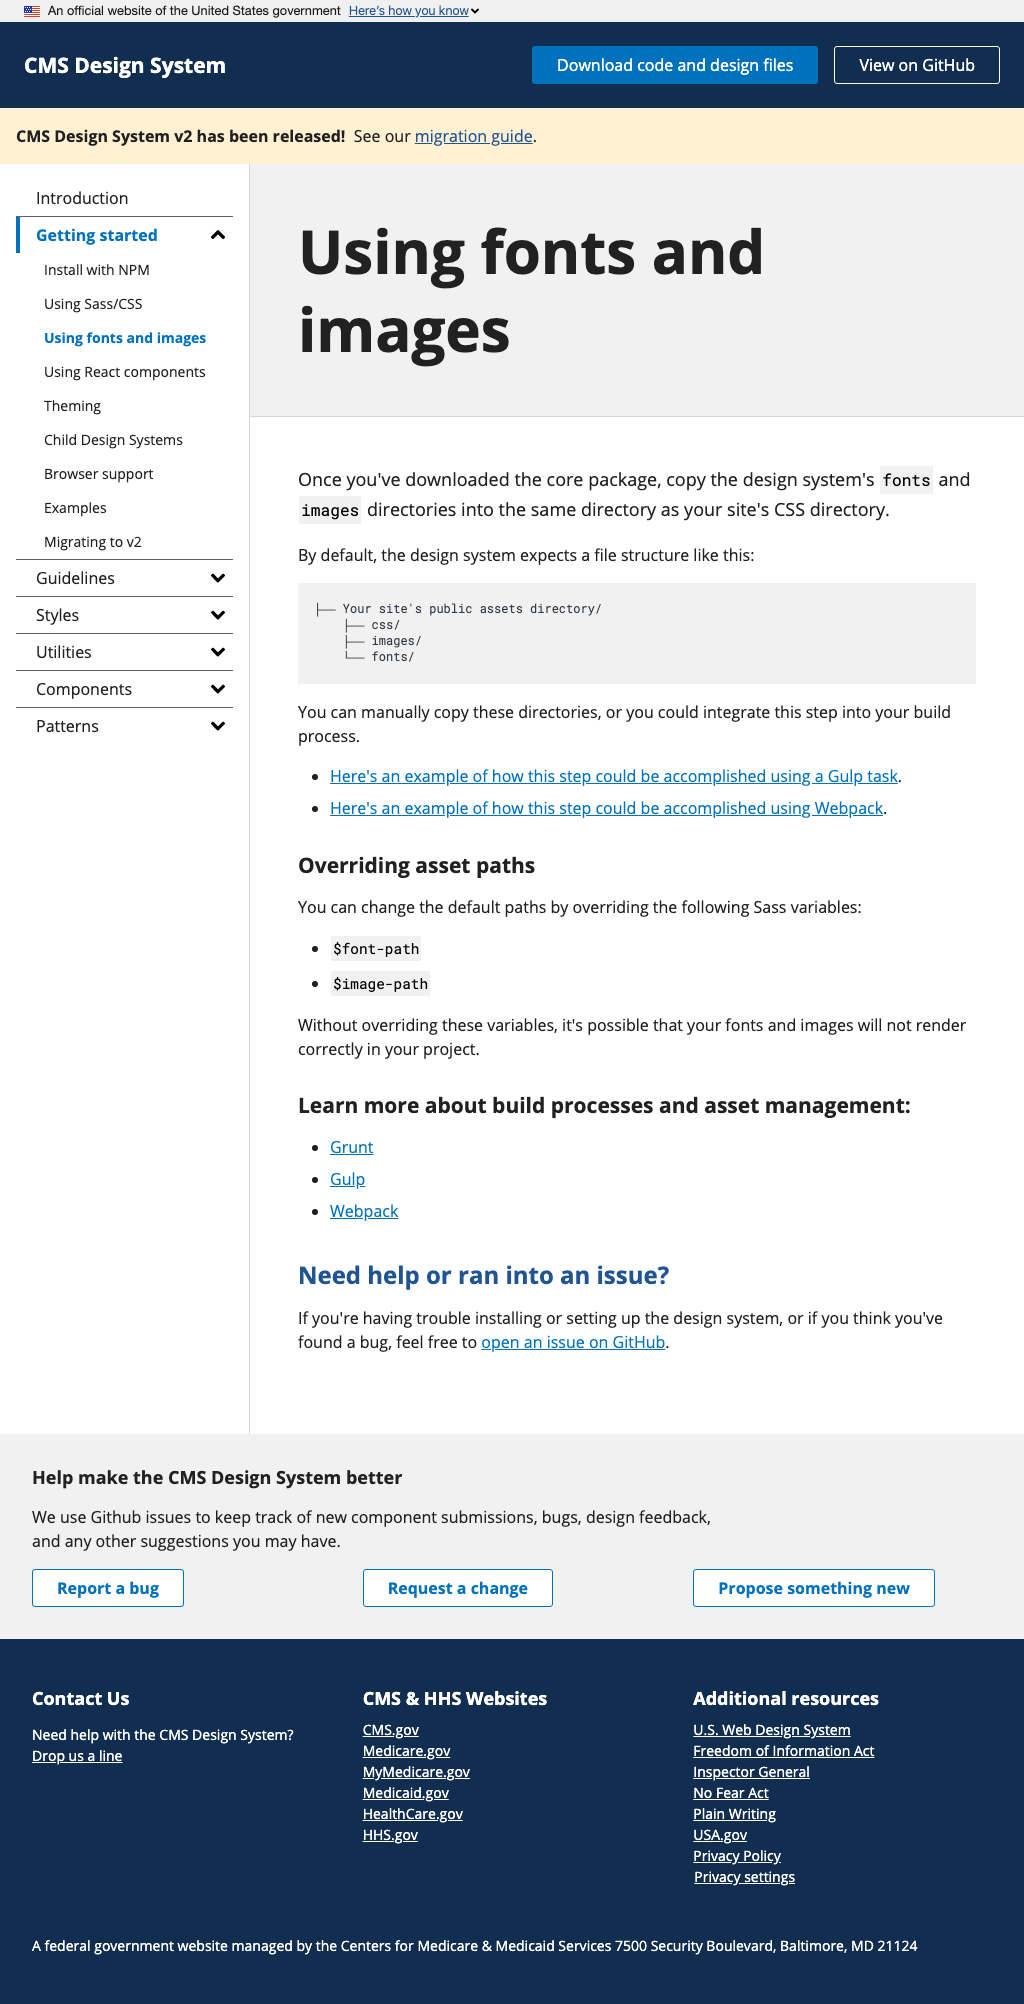 An official website of the United States government Here's how you know
CMS Design System
Download code and design files
View on GitHub
CMS Design System v2 has been released! See our migration guide.
Introduction
Getting started
Install with NPM
Using Sass/CSS
Using fonts and images
Using React components
Theming
Child Design Systems
Browser support
Examples
Migrating to v2
Guidelines
Styles
Utilities
Components
Patterns
Using fonts and
images
Once you've downloaded the core package, copy the design system's fonts and
images directories into the same directory as your site's CSS directory.
By default, the design system expects a file structure like this:
├── Your site's public assets directory/
    ├── css/
    ├── images/
    └── fonts/
You can manually copy these directories, or you could integrate this step into your build
process.
• Here's an example of how this step could be accomplished using a Gulp task.
• Here's an example of how this step could be accomplished using Webpack.
Overriding asset paths
You can change the default paths by overriding the following Sass variables:
• $font-path
• $image-path
Without overriding these variables, it's possible that your fonts and images will not render
correctly in your project.
Learn more about build processes and asset management:
• Grunt
• Gulp
• Webpack
Need help or ran into an issue?
If you're having trouble installing or setting up the design system, or if you think you've
found a bug, feel free to open an issue on GitHub.
Help make the CMS Design System better
We use Github issues to keep track of new component submissions, bugs, design feedback,
and any other suggestions you may have.
Report a bug
Request a change
Propose something new
Contact Us
Need help with the CMS Design System?
Drop us a line
CMS & HHS Websites
CMS.gov
Medicare.gov
MyMedicare.gov
Medicaid.gov
HealthCare.gov
HHS.gov
Additional resources
U.S. Web Design System
Freedom of Information Act
Inspector General
No Fear Act
Plain Writing
USA.gov
Privacy Policy
Privacy settings
A federal government website managed by the Centers for Medicare & Medicaid Services 7500 Security Boulevard, Baltimore, MD 21124